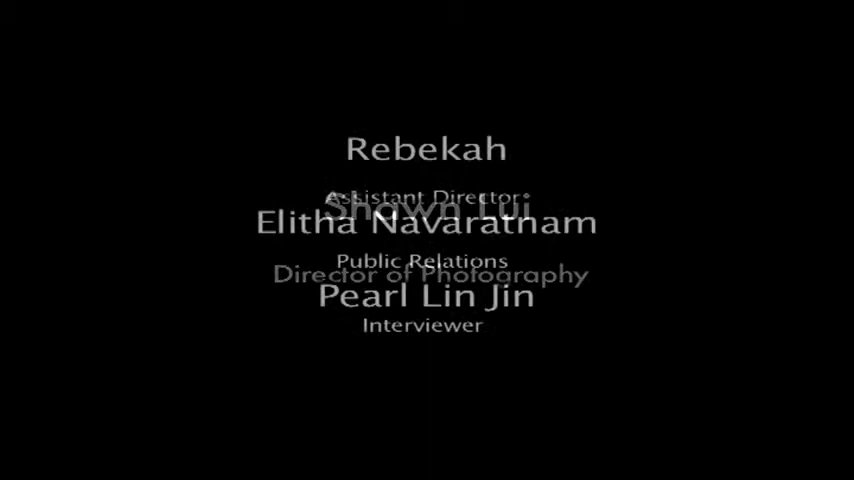 Rebekah
Assistant Director
Shawn Lui
Elitha Navaratnam
Public Relations
Director of Photography
Pearl Lin Jin
Interviewer